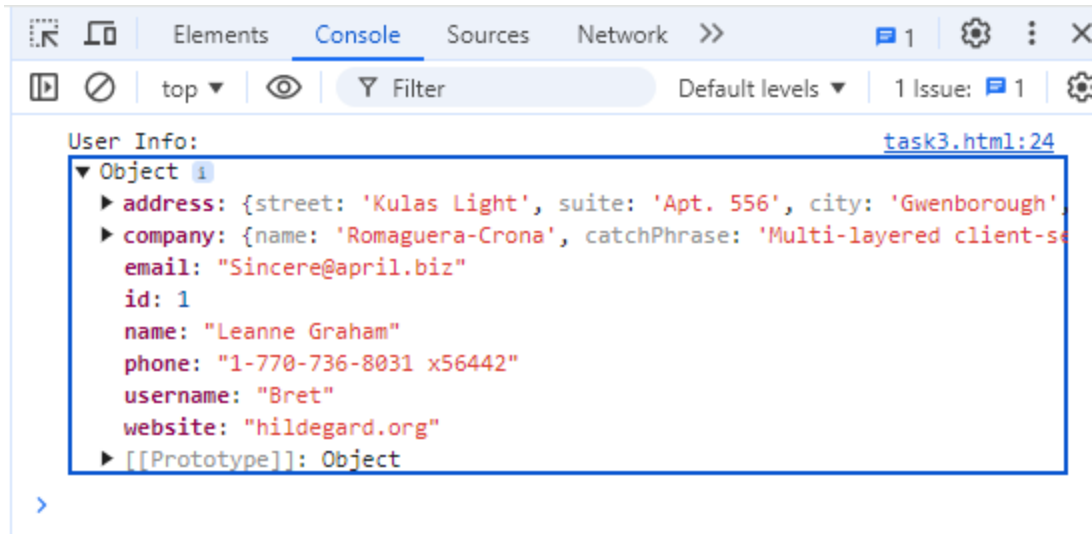 Elements Console Sources Network 1
top Filter Default levels 1 Issue: 1
User Info: task3.html:24
Object i
address: {street: 'Kulas Light', suite: 'Apt. 556', city: 'Gwenborough',
company: {name: 'Romaguera-Crona', catchPhrase: 'Multi-layered client-se
email: "Sincere@april.biz"
id: 1
name: "Leanne Graham"
phone: "1-770-736-8031 x56442"
username: "Bret"
website: "hildegard.org"
[[Prototype]]: Object